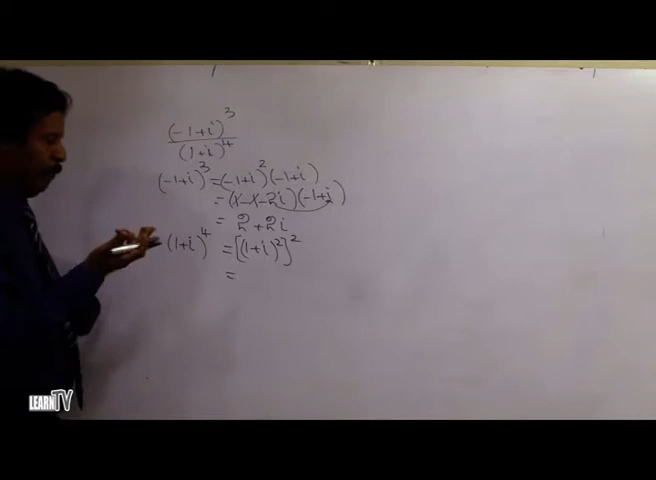 (-1+i)^3
(1+i)^4
(-1+i)^3 =(-1+i)^2 (-1+i)
= (1-1-2i)(-1+i)
= 2+2i
(1+i)^4 =[(1+i)^2]^2
=
LEARN TV